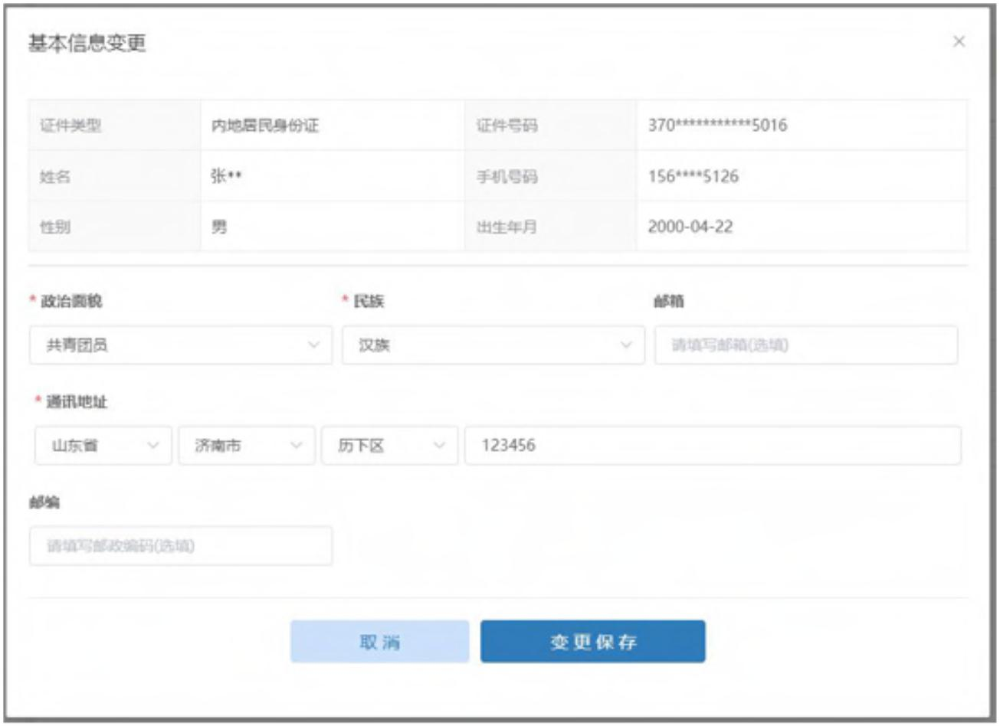 基本信息变更 ×
证件类型 内地居民身份证 证件号码 370***********5016
姓名 张** 手机号码 156****5126
性别 男 出生年月 2000-04-22
* 政治面貌 * 民族 邮箱
共青团员 汉族 请填写邮箱(选填)
* 通讯地址
山东省 济南市 历下区 123456
邮编
请填写邮政编码(选填)
取消 变更保存